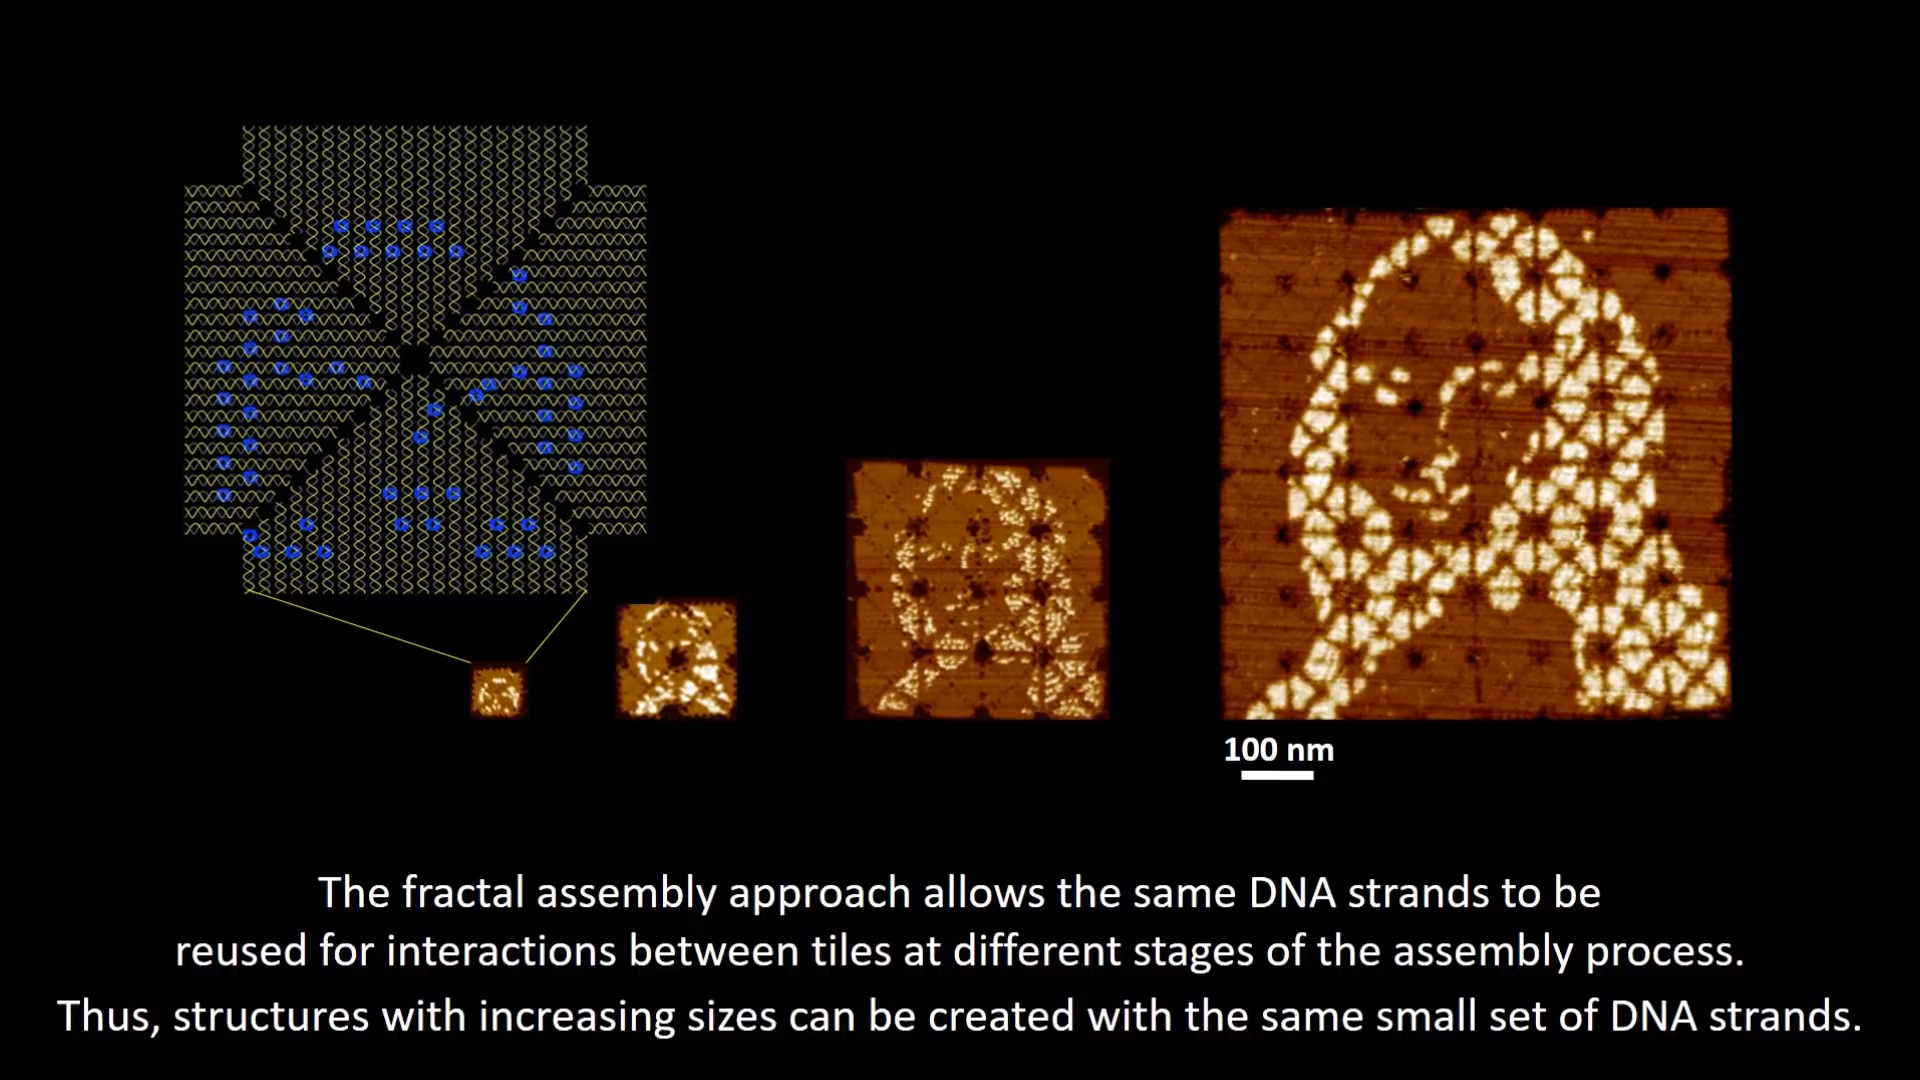 100 nm
The fractal assembly approach allows the same DNA strands to be
reused for interactions between tiles at different stages of the assembly process.
Thus, structures with increasing sizes can be created with the same small set of DNA strands.